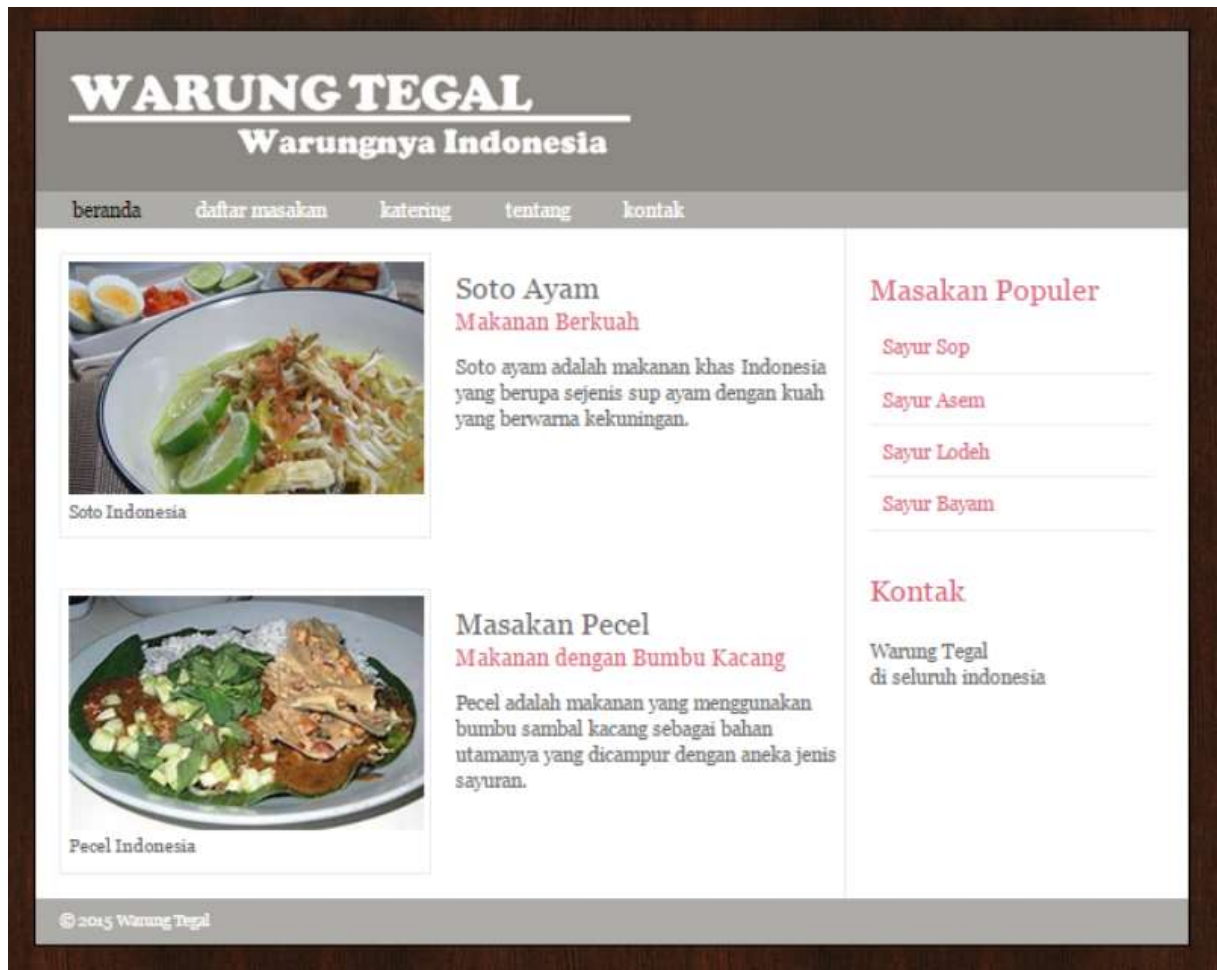 WARUNG TEGAL
Warungnya Indonesia
beranda daftar masakan katering tentang kontak
Soto Indonesia
Soto Ayam
Makanan Berkuah
Soto ayam adalah makanan khas Indonesia
yang berupa sejenis sup ayam dengan kuah
yang berwarna kekuningan.
Pecel Indonesia
Masakan Pecel
Makanan dengan Bumbu Kacang
Pecel adalah makanan yang menggunakan
bumbu sambal kacang sebagai bahan
utamanya yang dicampur dengan aneka jenis
sayuran.
Masakan Populer
Sayur Sop
Sayur Asem
Sayur Lodeh
Sayur Bayam
Kontak
Warung Tegal
di seluruh indonesia
© 2015 Warung Tegal